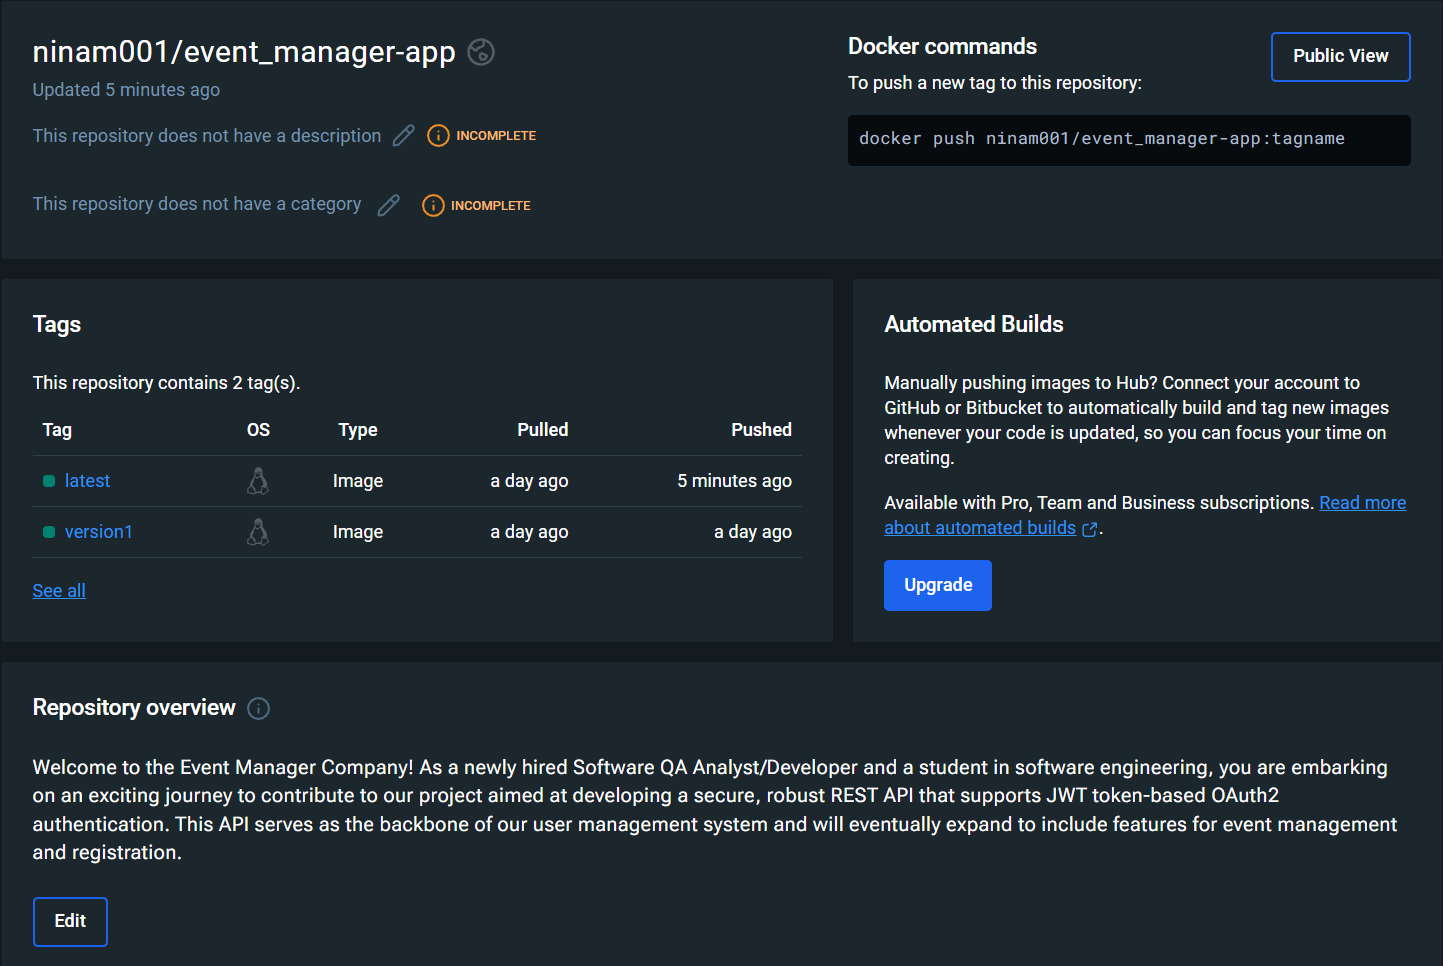 ninam001/event_manager-app
Updated 5 minutes ago
This repository does not have a description INCOMPLETE
This repository does not have a category INCOMPLETE
Docker commands
Public View
To push a new tag to this repository:
docker push ninam001/event_manager-app:tagname
Tags
This repository contains 2 tag(s).
Tag OS Type Pulled Pushed
latest Image a day ago 5 minutes ago
version1 Image a day ago a day ago
See all
Automated Builds
Manually pushing images to Hub? Connect your account to
GitHub or Bitbucket to automatically build and tag new images
whenever your code is updated, so you can focus your time on
creating.
Available with Pro, Team and Business subscriptions. Read more
about automated builds .
Upgrade
Repository overview
Welcome to the Event Manager Company! As a newly hired Software QA Analyst/Developer and a student in software engineering, you are embarking
on an exciting journey to contribute to our project aimed at developing a secure, robust REST API that supports JWT token-based OAuth2
authentication. This API serves as the backbone of our user management system and will eventually expand to include features for event management
and registration.
Edit